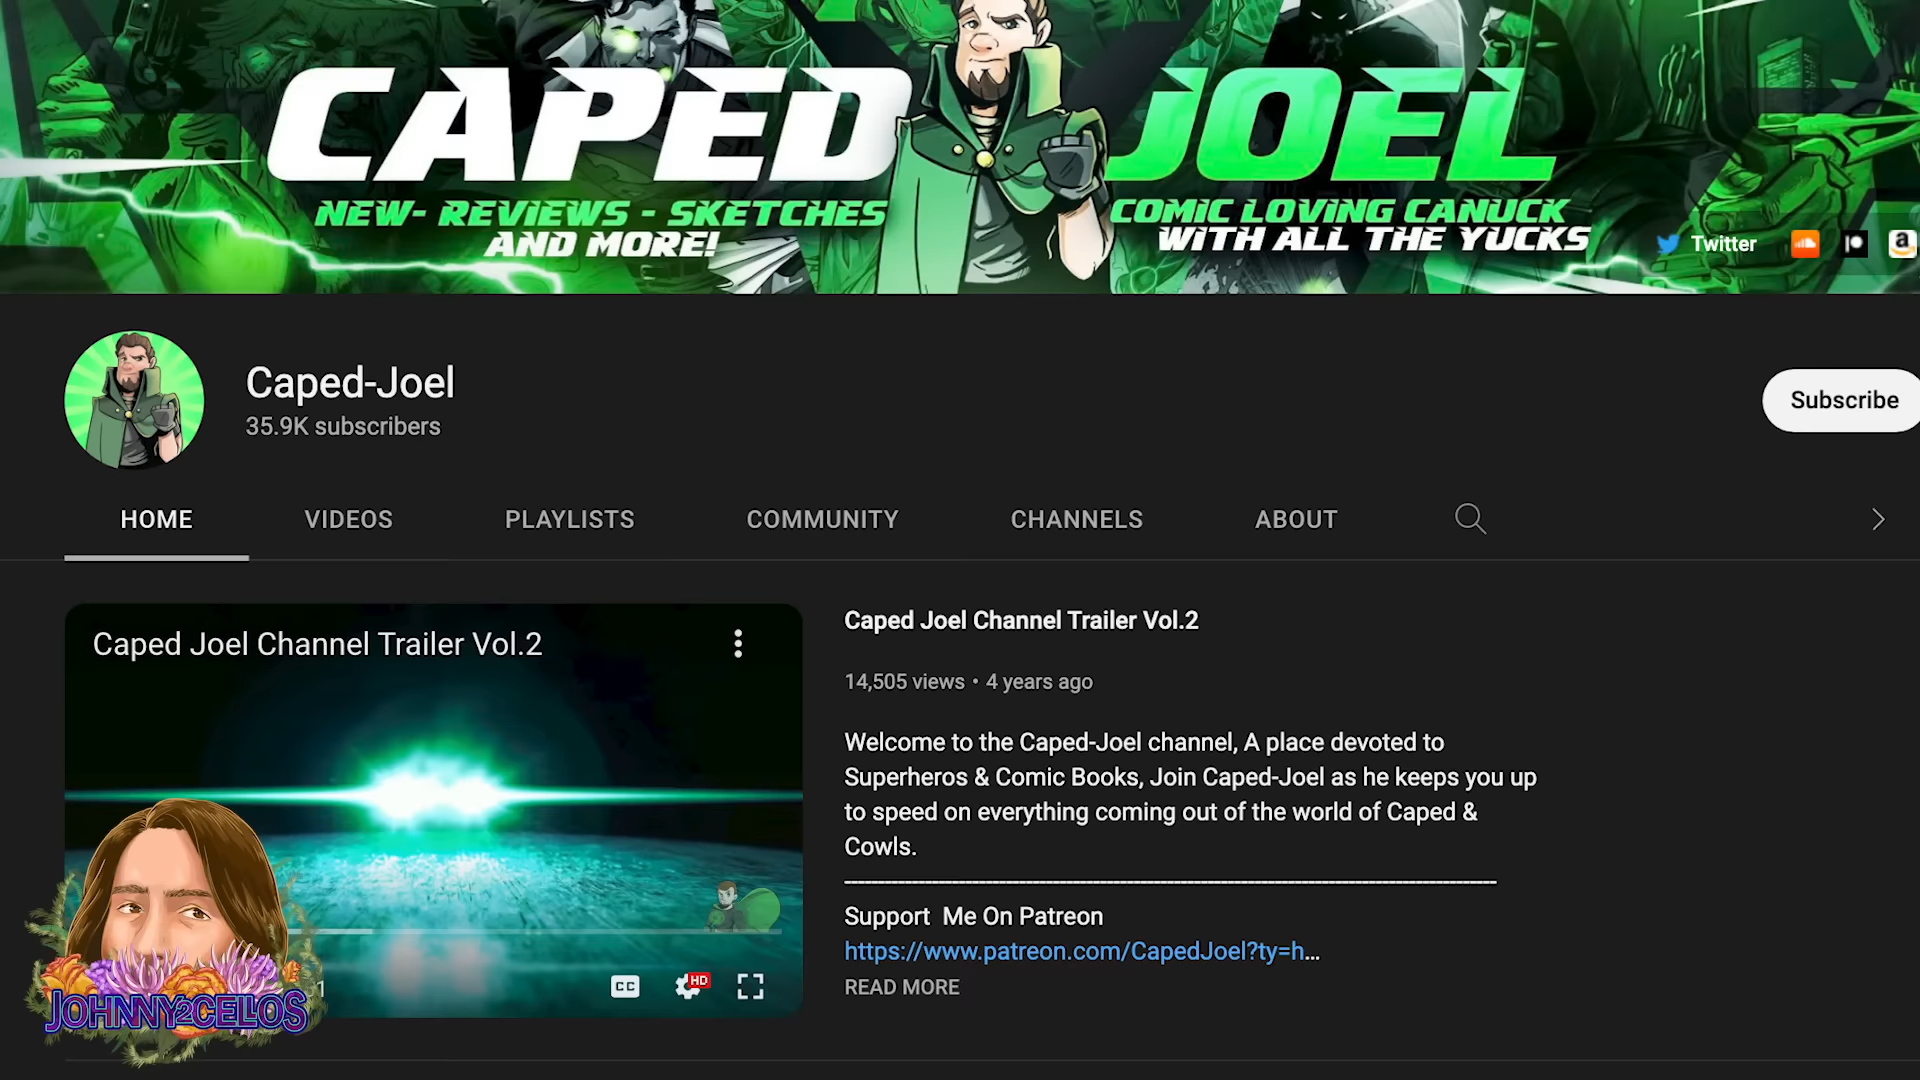 CAPED JOEL
NEW- REVIEWS - SKETCHES
AND MORE!
COMIC LOVING CANUCK
WITH ALL THE YUCKS
Twitter
Caped-Joel
35.9K subscribers
Subscribe
HOME VIDEOS PLAYLISTS COMMUNITY CHANNELS ABOUT
Caped Joel Channel Trailer Vol.2
CC
HD
JOHNNY2CELLOS
Caped Joel Channel Trailer Vol.2
14,505 views • 4 years ago
Welcome to the Caped-Joel channel, A place devoted to
Superheros & Comic Books, Join Caped-Joel as he keeps you up
to speed on everything coming out of the world of Caped &
Cowls.
Support  Me On Patreon
https://www.patreon.com/CapedJoel?ty=h...
READ MORE